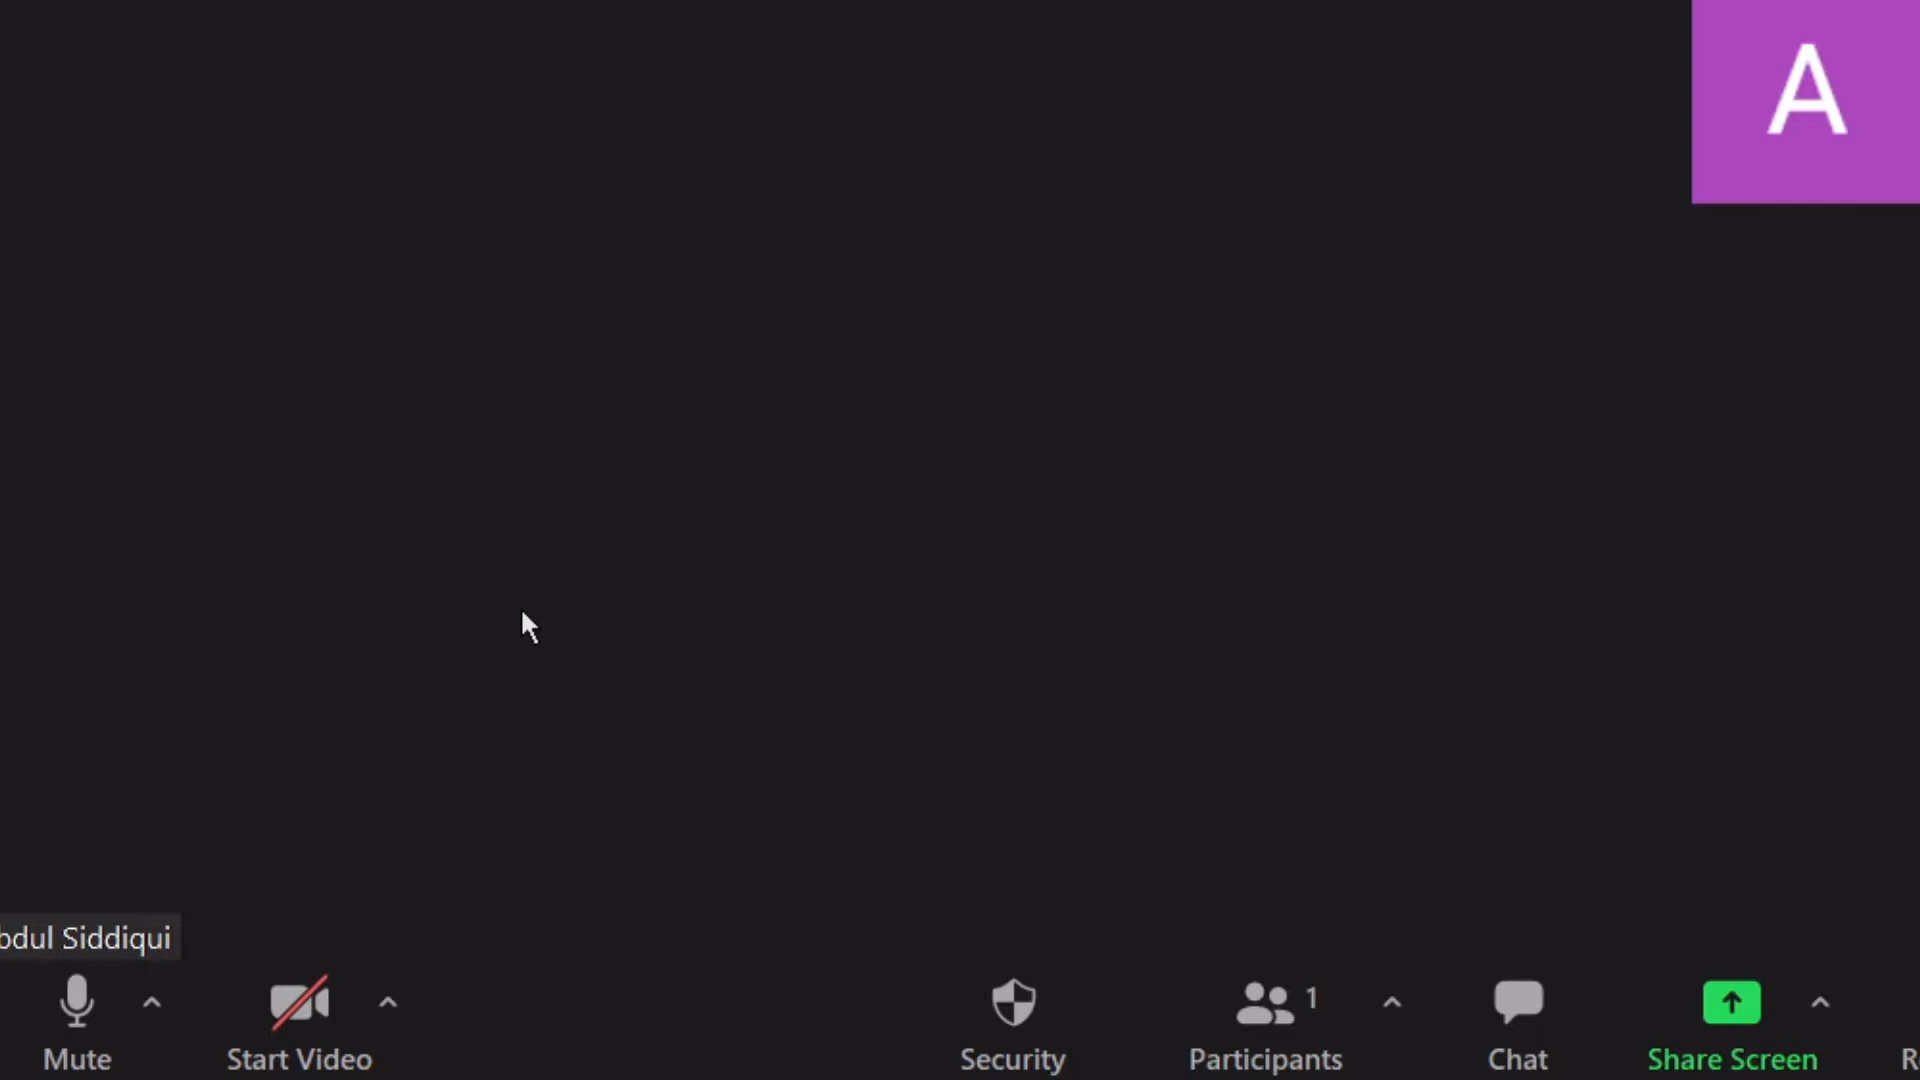 A
bdul Siddiqui
1
Mute
Start Video
Security
Participants
Chat
Share Screen